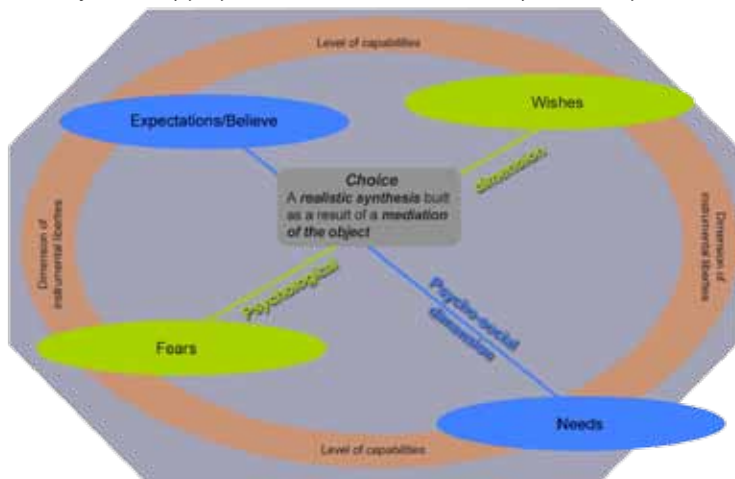 Level of capabilities
Wishes
Expectations/Believe
Choice
A realistic synthesis built
as a result of a mediation
of the object
dimension
Dimension of
instrumental liberties
Dimension of
instrumental liberties
Psychological
Psycho-social
dimension
Fears
Needs
Level of capabilities